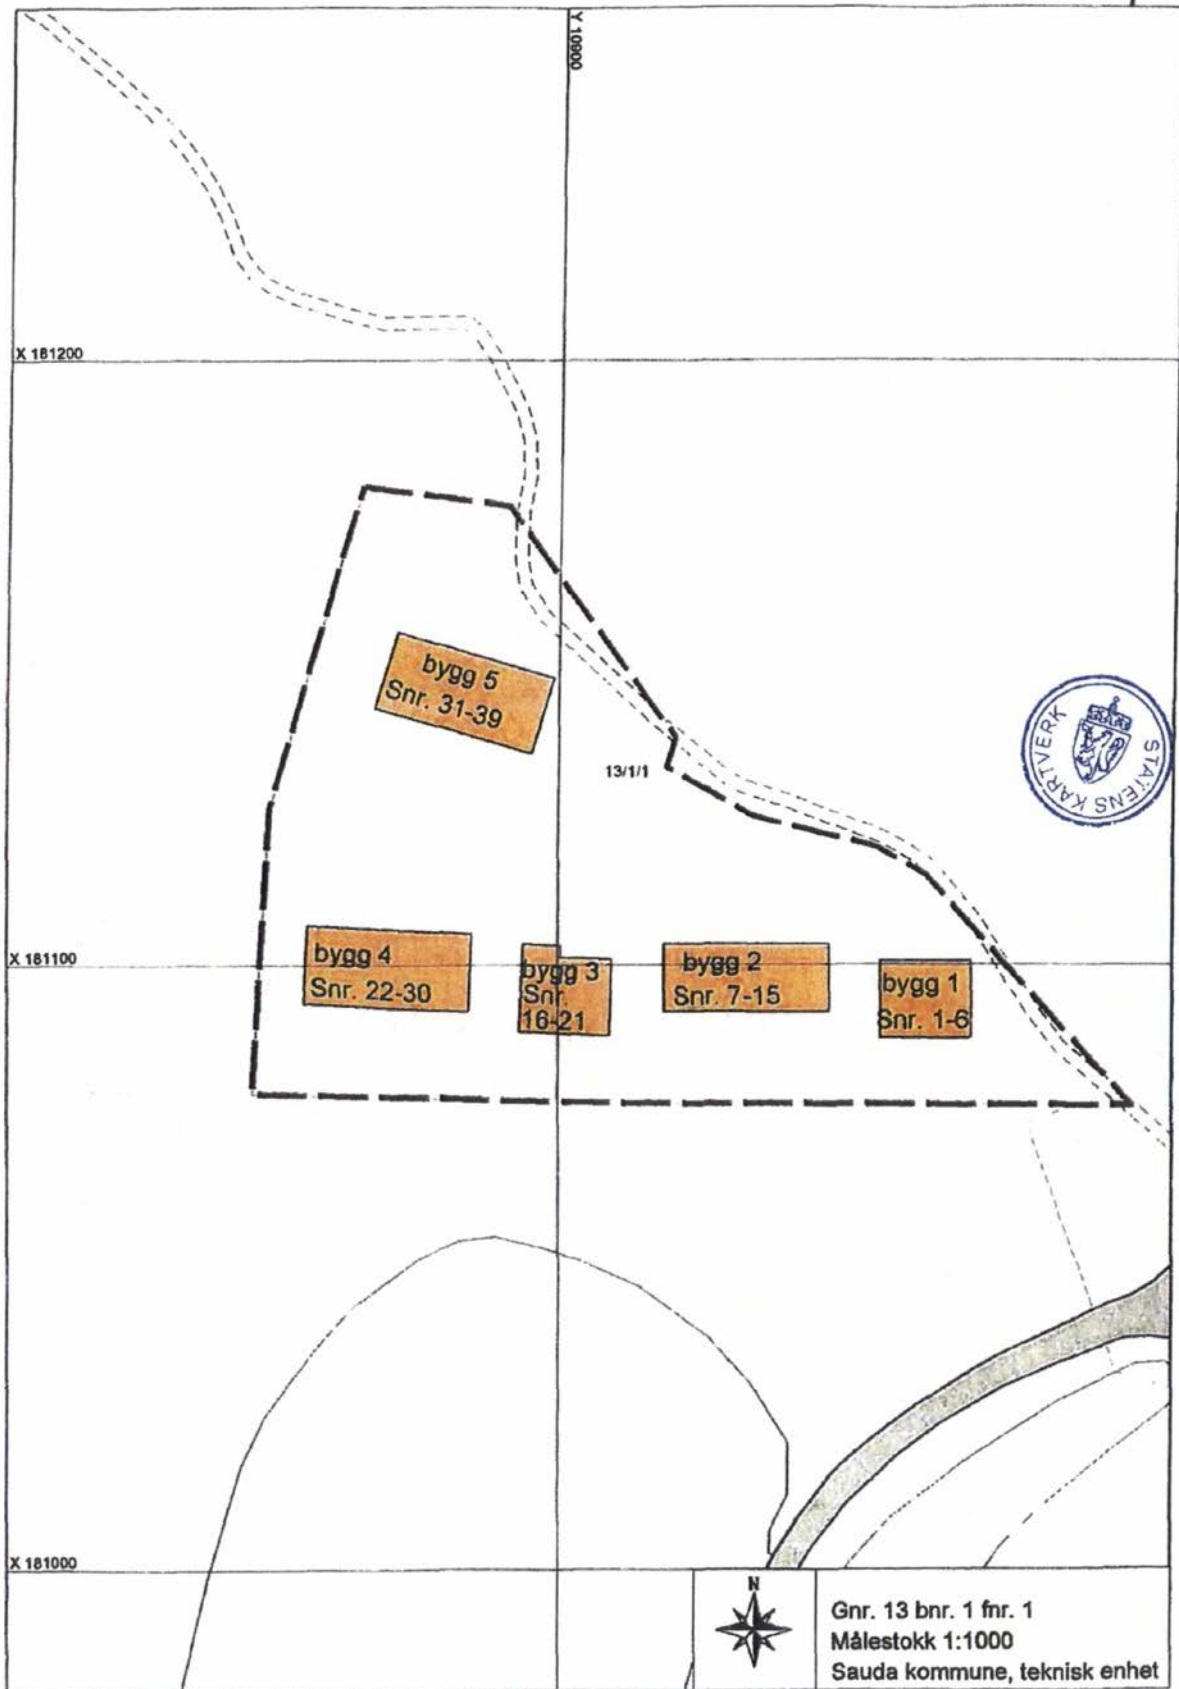 Y 10900
X 181200
bygg 5
Snr. 31-39
13/1/1
STATENS KARTVERK
X 181100
bygg 4
Snr. 22-30
bygg 3
Snr.
16-21
bygg 2
Snr. 7-15
bygg 1
Snr. 1-6
X 181000
N
Gnr. 13 bnr. 1 fnr. 1
Målestokk 1:1000
Sauda kommune, teknisk enhet